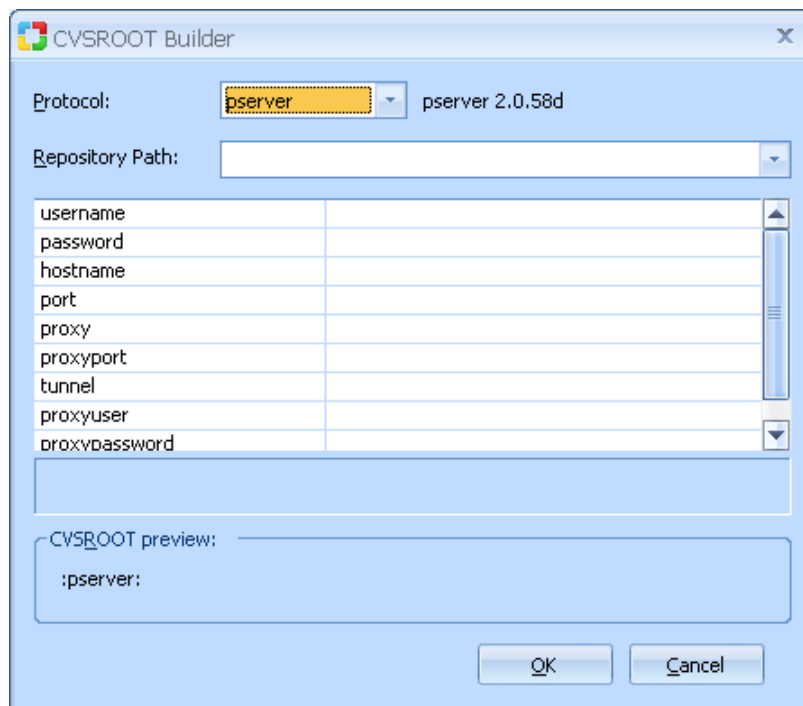 CVSROOT Builder
Protocol: pserver pserver 2.0.58d
Repository Path:
username
password
hostname
port
proxy
proxyport
tunnel
proxyuser
proxypassword
CVSROOT preview:
:pserver:
OK Cancel